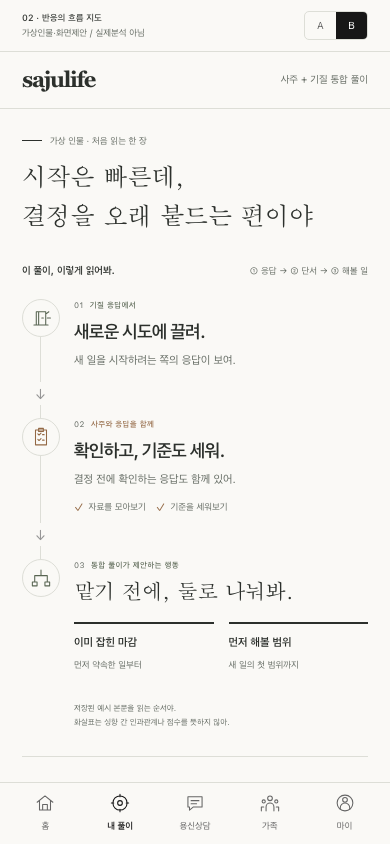 02 · 반응의 흐름 지도
가상인물·화면제안 / 실제분석 아님
A B
sajulife
사주 + 기질 통합 풀이
가상 인물 · 처음 읽는 한 장
시작은 빠른데,
결정을 오래 붙드는 편이야
이 풀이, 이렇게 읽어봐.
① 응답 → ② 단서 → ③ 해볼 일
01 기질 응답에서
새로운 시도에 끌려.
새 일을 시작하려는 쪽의 응답이 보여.
02 사주와 응답을 함께
확인하고, 기준도 세워.
결정 전에 확인하는 응답도 함께 있어.
자료를 모아보기 기준을 세워보기
03 통합 풀이가 제안하는 행동
맡기 전에, 둘로 나눠봐.
이미 잡힌 마감
먼저 약속한 일부터
먼저 해볼 범위
새 일의 첫 범위까지
저장된 예시 본문을 읽는 순서야.
화살표는 성향 간 인과관계나 점수를 뜻하지 않아.
홈 내 풀이 용신상담 가족 마이